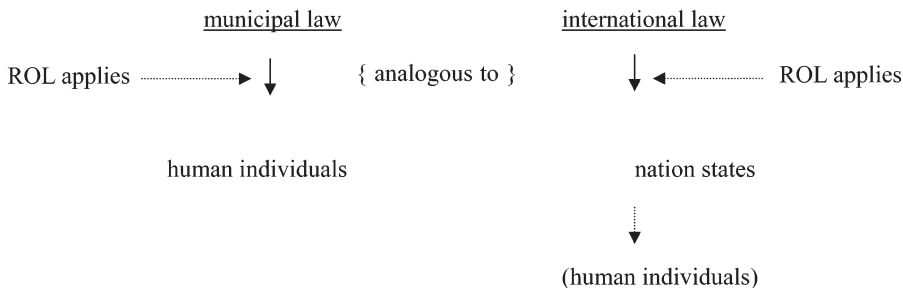 municipal law international law
ROL applies { analogous to } ROL applies
human individuals nation states
(human individuals)